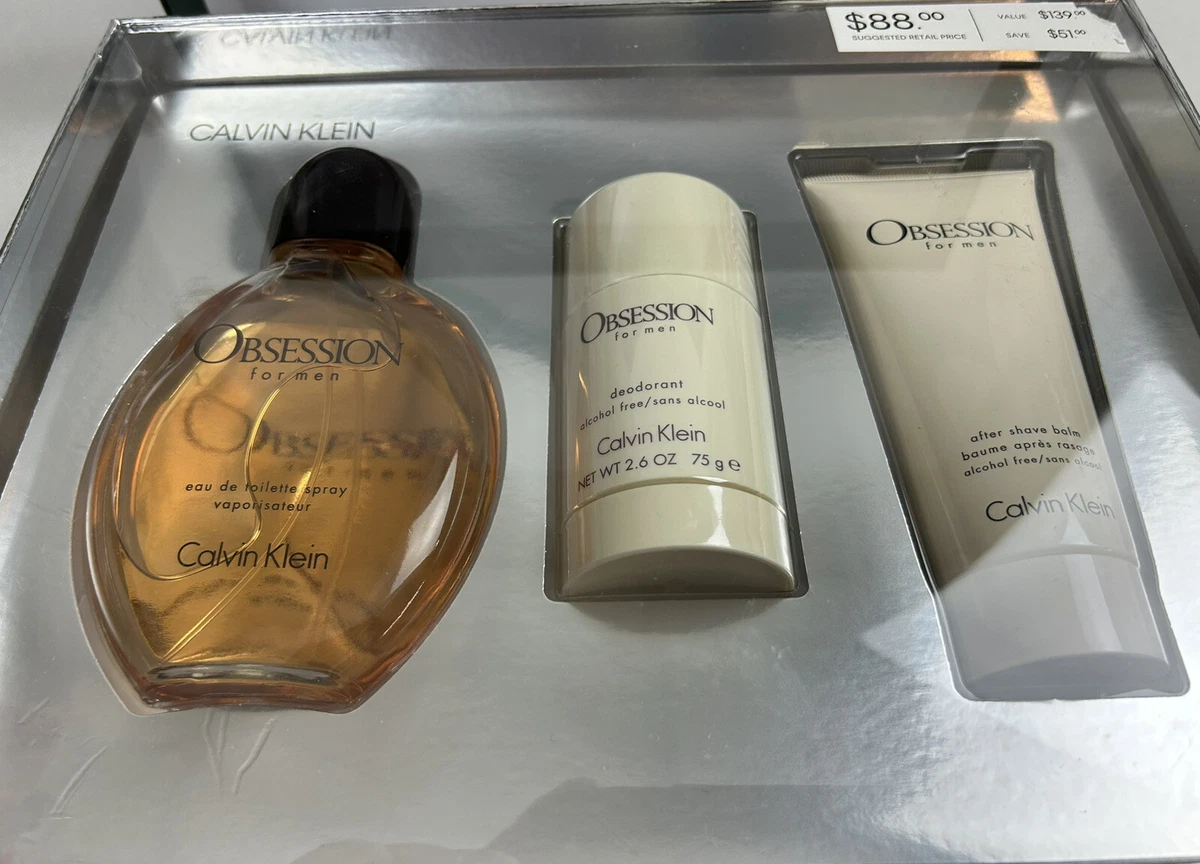 CALVIN KLEIN
$88.00
SUGGESTED RETAIL PRICE
VALUE $139.00
SAVE $51.00
CALVIN KLEIN
OBSESSION
for men
eau de toilette spray
vaporisateur
Calvin Klein
OBSESSION
for men
deodorant
alcohol free/sans alcool
Calvin Klein
NET WT 2.6 OZ 75 g e
OBSESSION
for men
after shave balm
baume après rasage
alcohol free/sans alcool
Calvin Klein